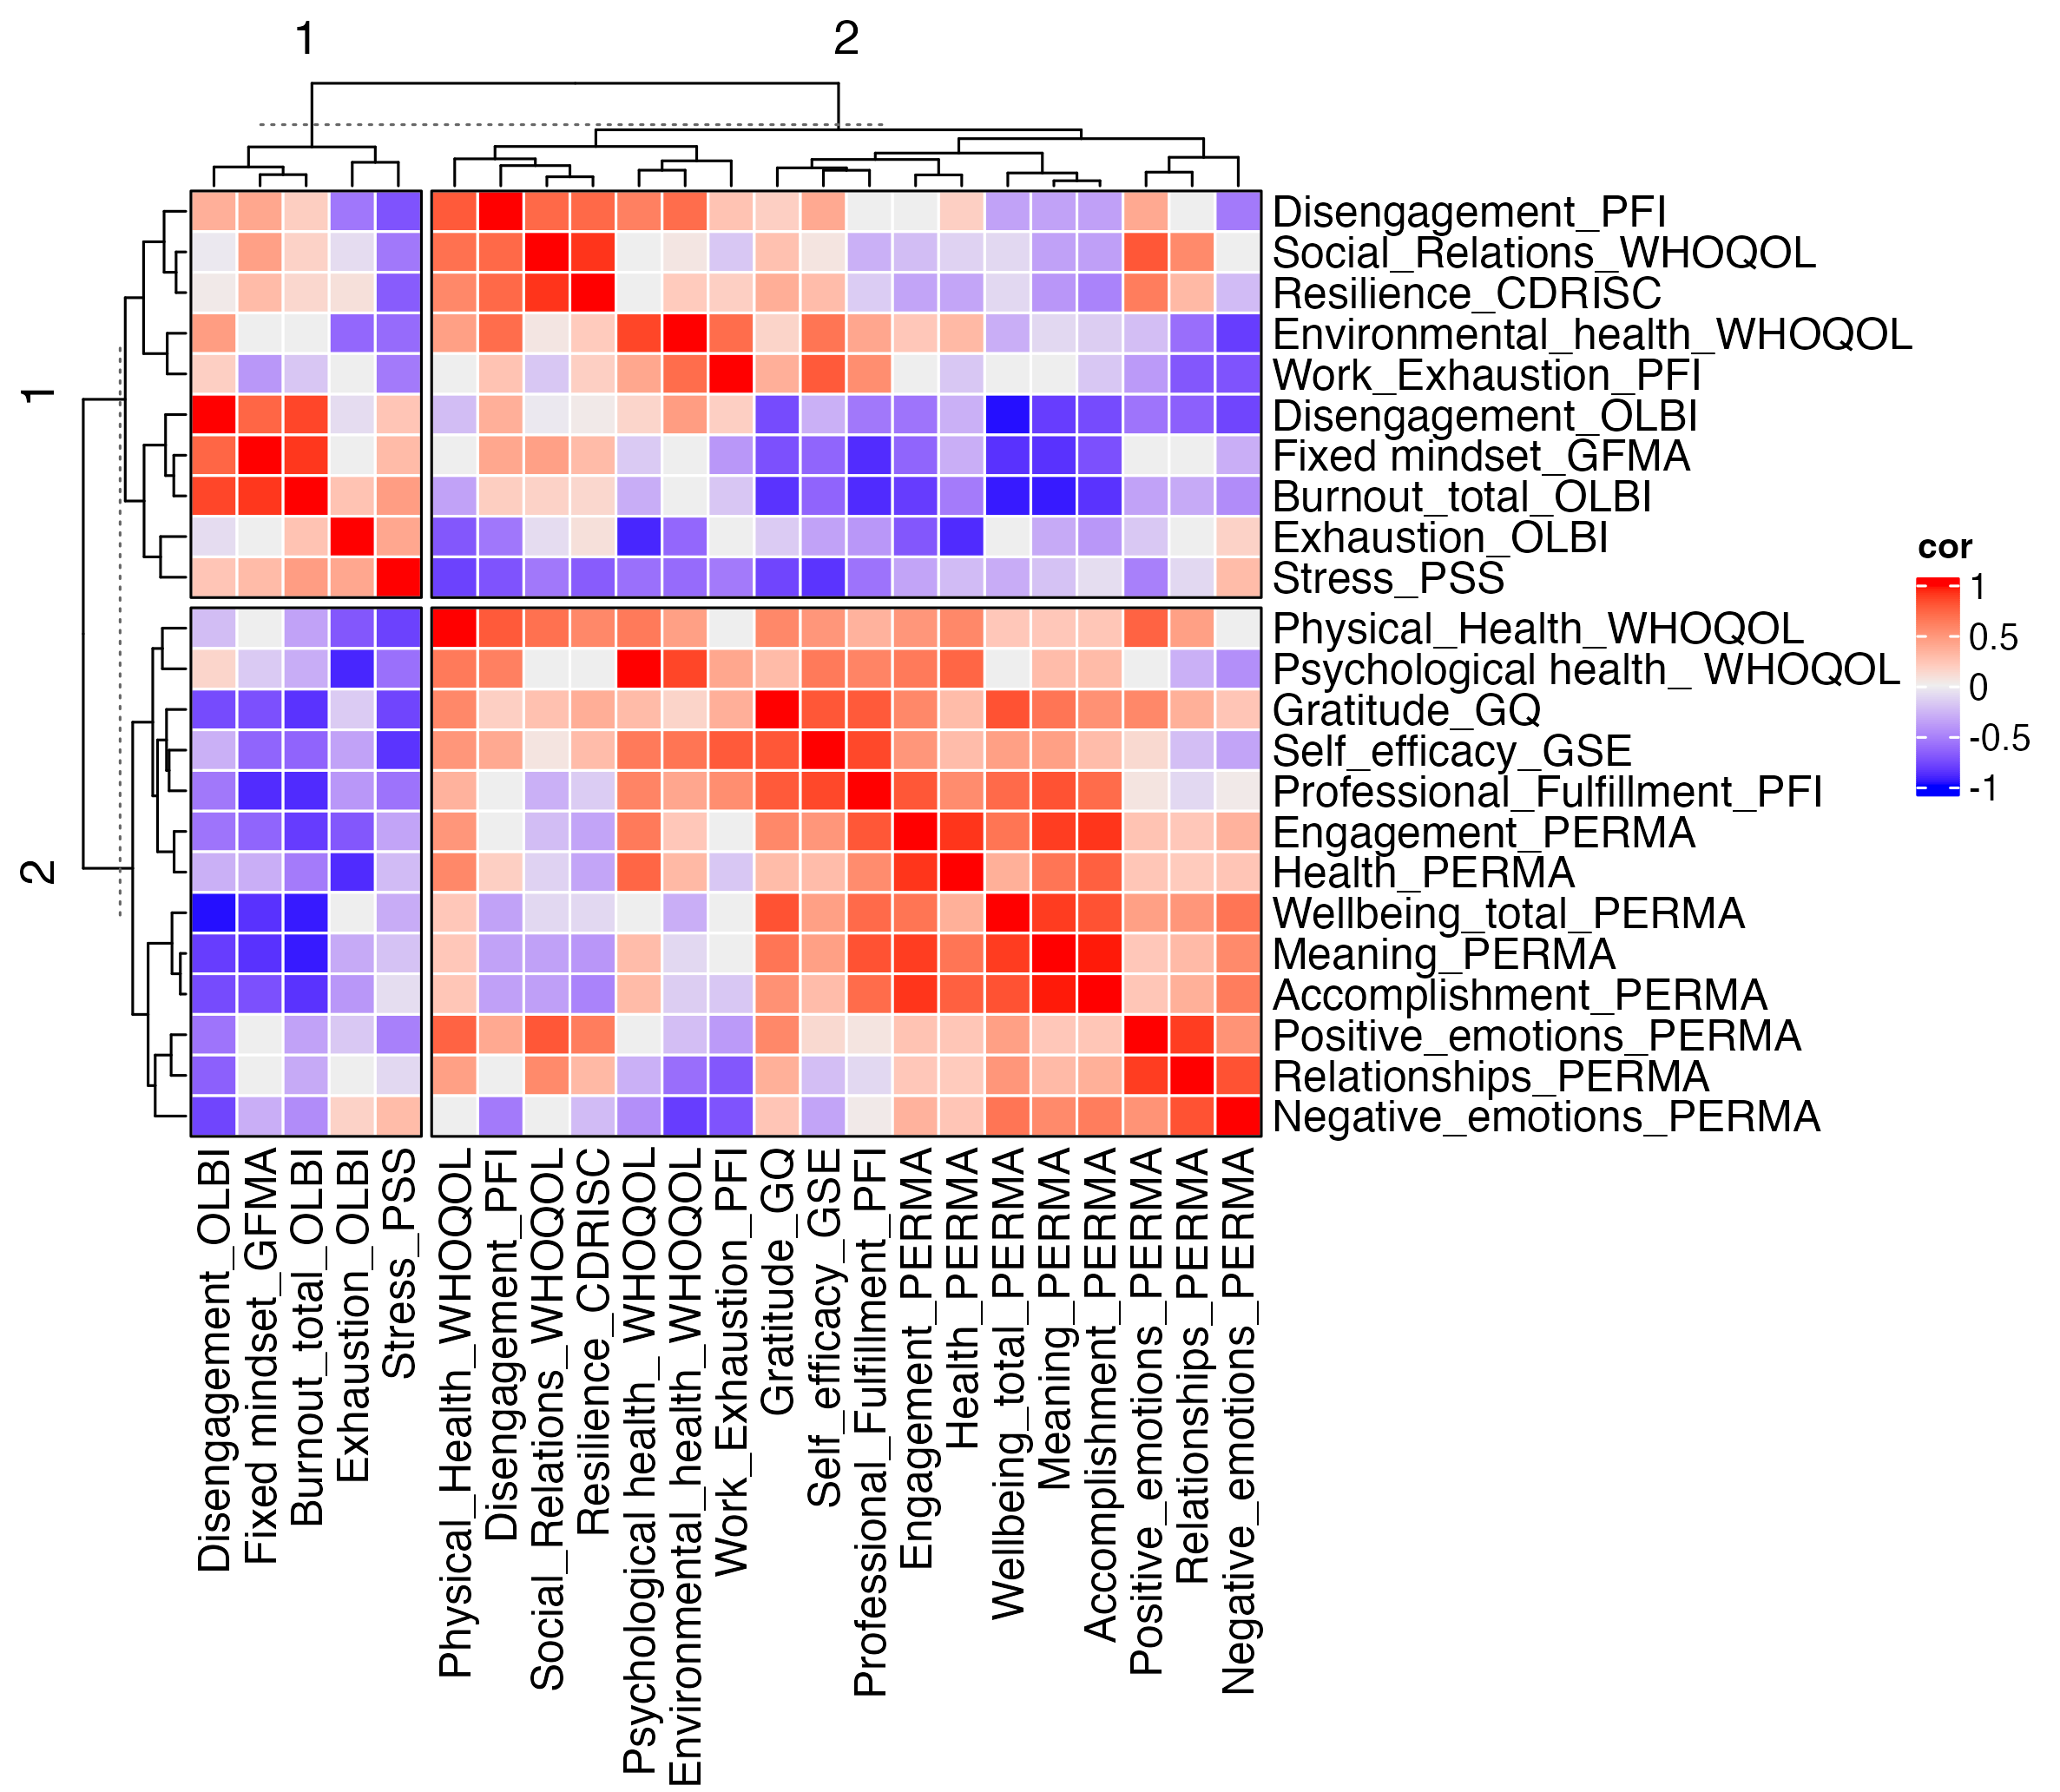 1
2
1
2
Disengagement_PFI
Social_Relations_WHOQOL
Resilience_CDRISC
Environmental_health_WHOQOL
Work_Exhaustion_PFI
Disengagement_OLBI
Fixed mindset_GFMA
Burnout_total_OLBI
Exhaustion_OLBI
Stress_PSS
Physical_Health_WHOQOL
Psychological health_ WHOQOL
Gratitude_GQ
Self_efficacy_GSE
Professional_Fulfillment_PFI
Engagement_PERMA
Health_PERMA
Wellbeing_total_PERMA
Meaning_PERMA
Accomplishment_PERMA
Positive_emotions_PERMA
Relationships_PERMA
Negative_emotions_PERMA
cor
1
0.5
0
-0.5
-1
Disengagement_OLBI
Fixed mindset_GFMA
Burnout_total_OLBI
Exhaustion_OLBI
Stress_PSS
Physical_Health_WHOQOL
Disengagement_PFI
Social_Relations_WHOQOL
Resilience_CDRISC
Psychological health_ WHOQOL
Environmental_health_WHOQOL
Work_Exhaustion_PFI
Gratitude_GQ
Self_efficacy_GSE
Professional_Fulfillment_PFI
Engagement_PERMA
Health_PERMA
Wellbeing_total_PERMA
Meaning_PERMA
Accomplishment_PERMA
Positive_emotions_PERMA
Relationships_PERMA
Negative_emotions_PERMA